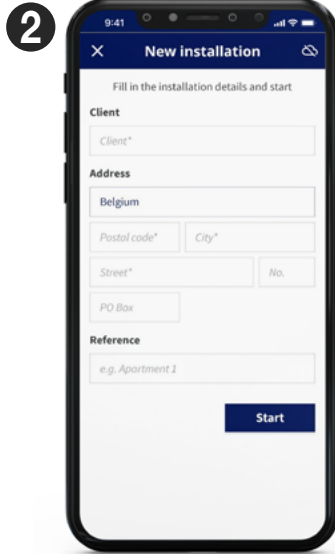 2
9:41
New installation
Fill in the installation details and start
Client
Client*
Address
Belgium
Postal code* City*
Street* No.
PO Box
Reference
e.g. Apartment 1
Start